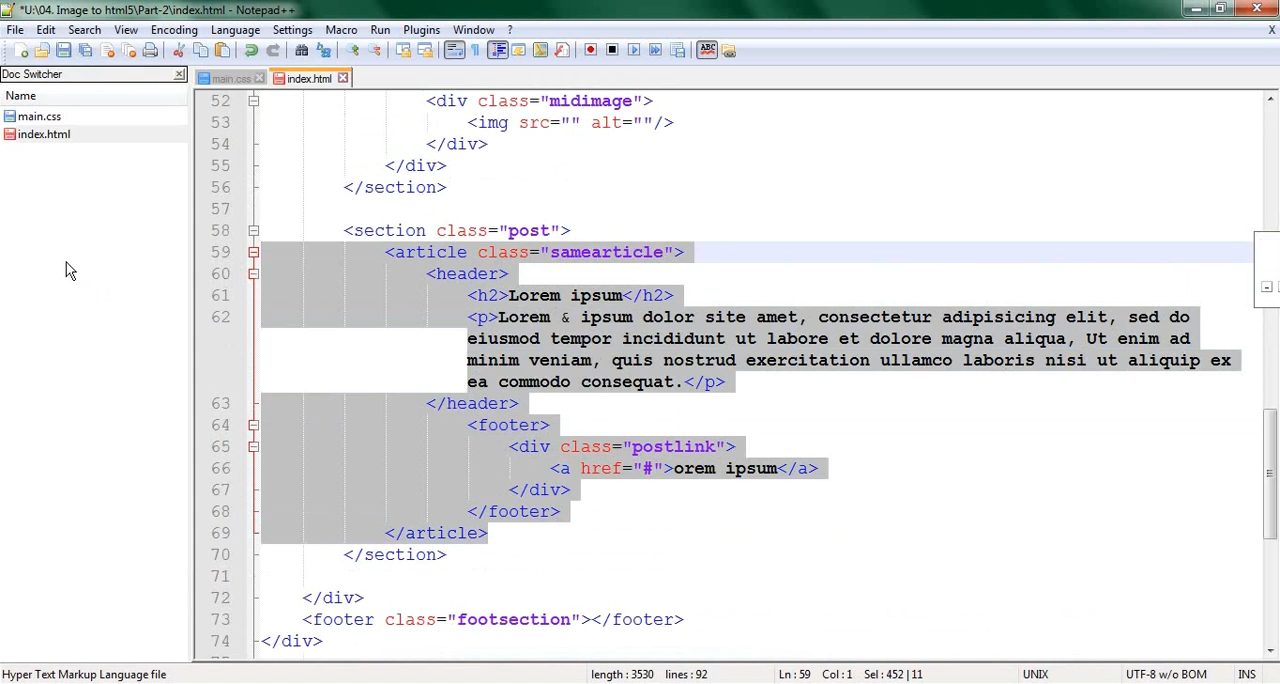 *U:\04. Image to html5\Part-2\index.html - Notepad++
File Edit Search View Encoding Language Settings Macro Run Plugins Window ? X
ABC
Doc Switcher
main.css index.html
Name
main.css
index.html
52 <div class="midimage">
53 <img src="" alt=""/>
54 </div>
55 </div>
56 </section>
57
58 <section class="post">
59 <article class="samearticle">
60 <header>
61 <h2>Lorem ipsum</h2>
62 <p>Lorem & ipsum dolor site amet, consectetur adipisicing elit, sed do
eiusmod tempor incididunt ut labore et dolore magna aliqua, Ut enim ad
minim veniam, quis nostrud exercitation ullamco laboris nisi ut aliquip ex
ea commodo consequat.</p>
63 </header>
64 <footer>
65 <div class="postlink">
66 <a href="#">orem ipsum</a>
67 </div>
68 </footer>
69 </article>
70 </section>
71
72 </div>
73 <footer class="footsection"></footer>
74 </div>
Hyper Text Markup Language file length : 3530 lines : 92 Ln : 59 Col : 1 Sel : 452 | 11 UNIX UTF-8 w/o BOM INS